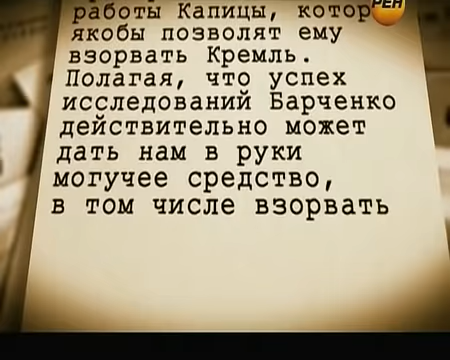 работы Капицы, котор
РЕН
якобы позволят ему
взорвать Кремль.
Полагая, что успех
исследований Барченко
действительно может
дать нам в руки
могучее средство,
в том числе взорвать